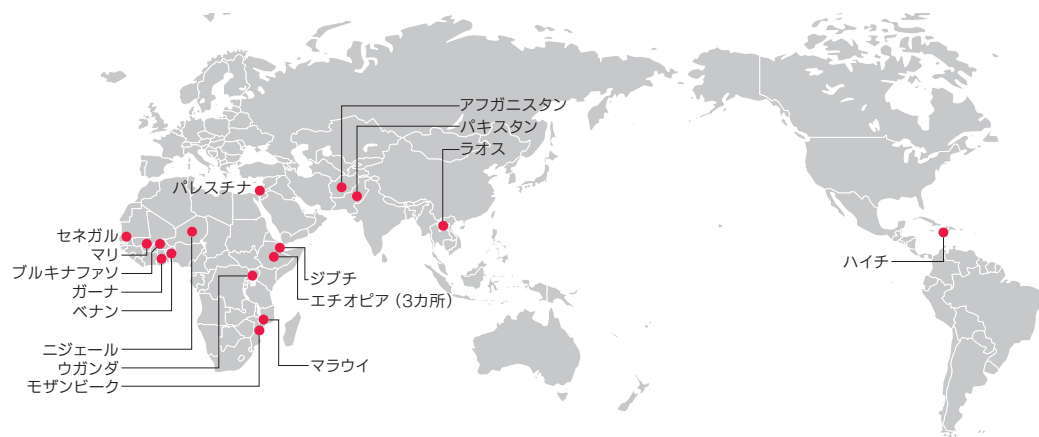 アフガニスタン
パキスタン
ラオス
パレスチナ
セネガル
マリ
ブルキナファソ
ガーナ
ベナン
ジブチ
エチオピア（3カ所）
ハイチ
ニジェール
ウガンダ
モザンビーク
マラウイ